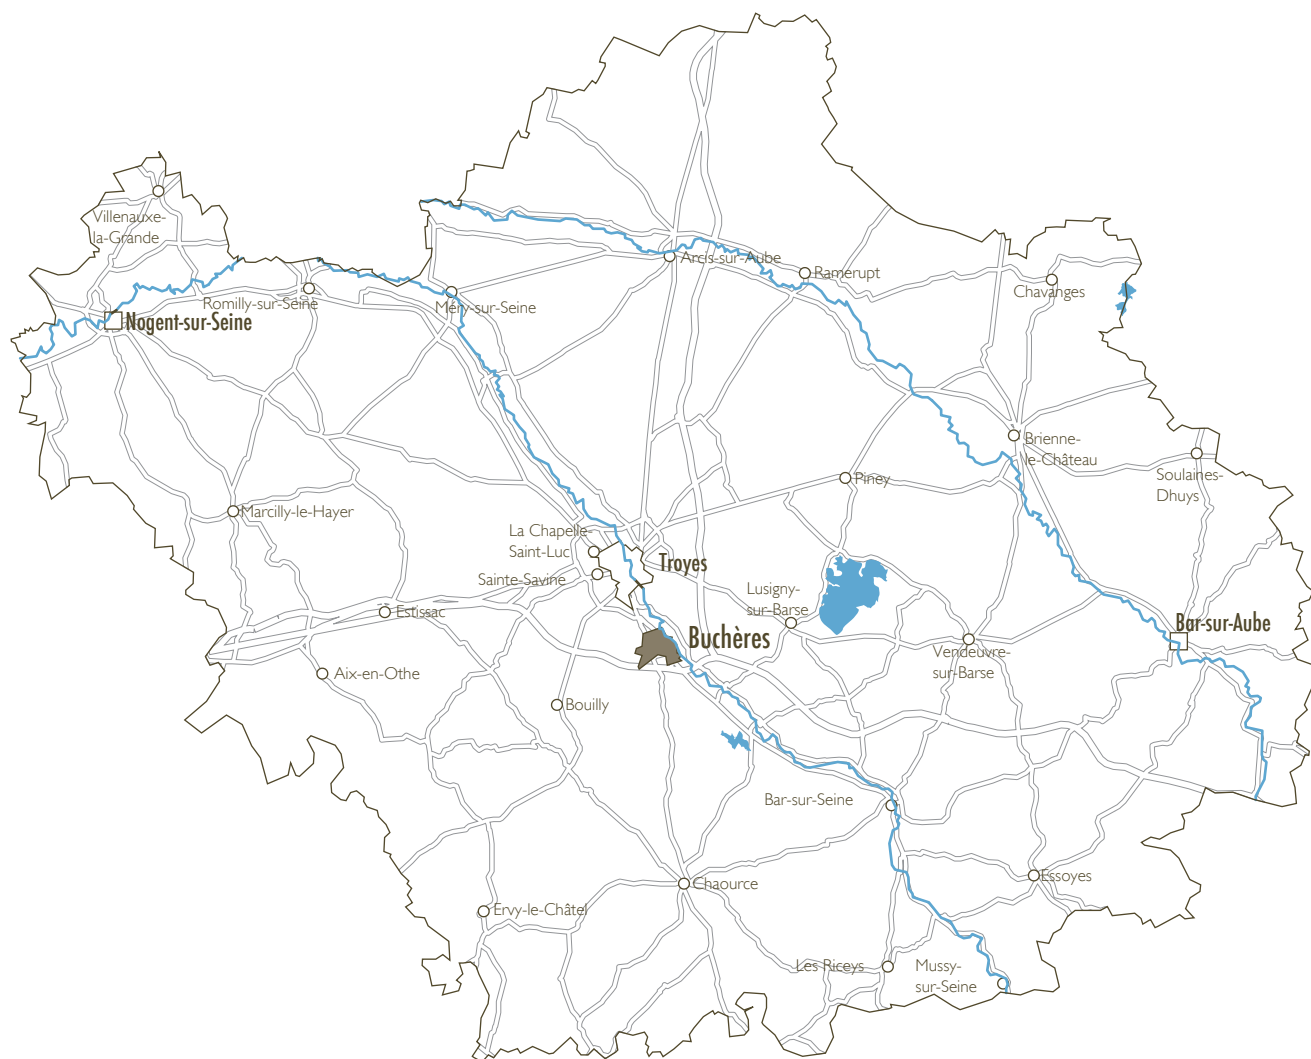 Villenauxe-
la-Grande
Arcis-sur-Aube
Ramerupt
Chavanges
Romilly-sur-Seine
Méry-sur-Seine
Nogent-sur-Seine
Brienne-
le-Château
Soulaines-
Dhuys
Piney
Marcilly-le-Hayer
La Chapelle-
Saint-Luc
Troyes
Sainte-Savine
Lusigny-
sur-Barse
Estissac
Buchères
Bar-sur-Aube
Vendeuvre-
sur-Barse
Aix-en-Othe
Bouilly
Bar-sur-Seine
Essoyes
Chaource
Ervy-le-Châtel
Les Riceys
Mussy-
sur-Seine